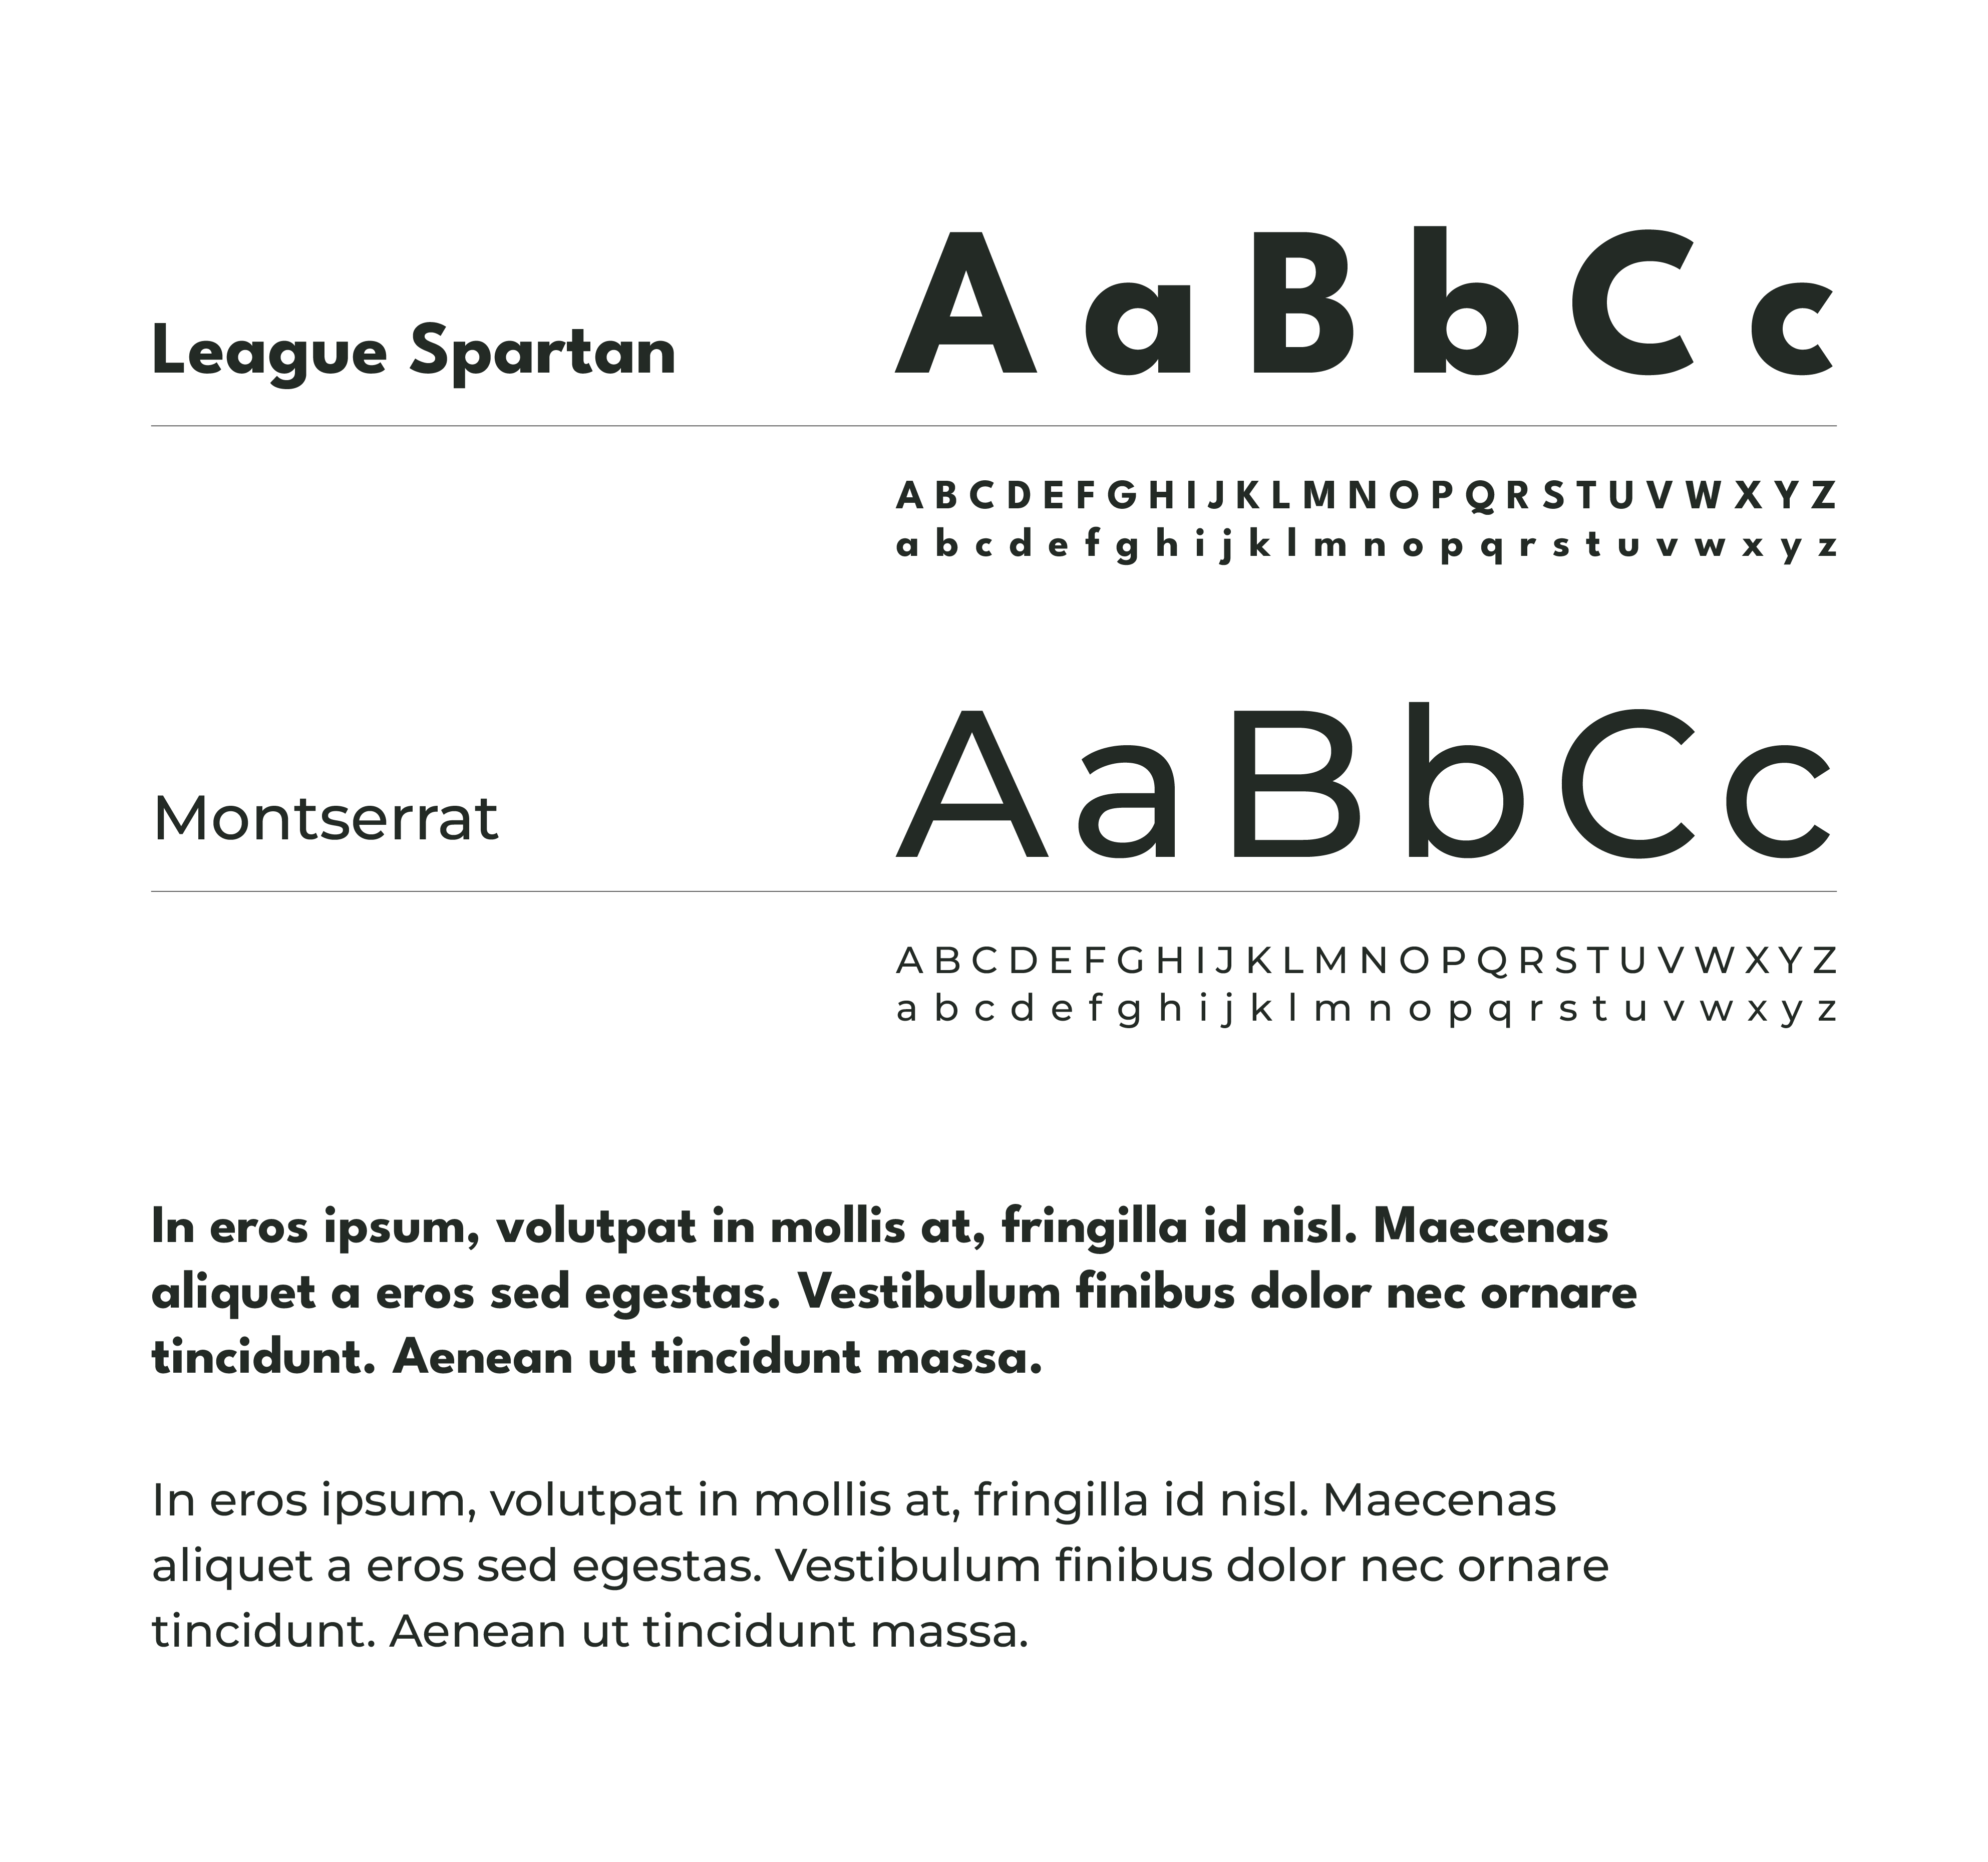 League Spartan
A a B b C c
A B C D E F G H I J K L M N O P Q R S T U V W X Y Z
a b c d e f g h i j k l m n o p q r s t u v w x y z
Montserrat
A a B b C c
A B C D E F G H I J K L M N O P Q R S T U V W X Y Z
a b c d e f g h i j k l m n o p q r s t u v w x y z
In eros ipsum, volutpat in mollis at, fringilla id nisl. Maecenas
aliquet a eros sed egestas. Vestibulum finibus dolor nec ornare
tincidunt. Aenean ut tincidunt massa.
In eros ipsum, volutpat in mollis at, fringilla id nisl. Maecenas
aliquet a eros sed egestas. Vestibulum finibus dolor nec ornare
tincidunt. Aenean ut tincidunt massa.